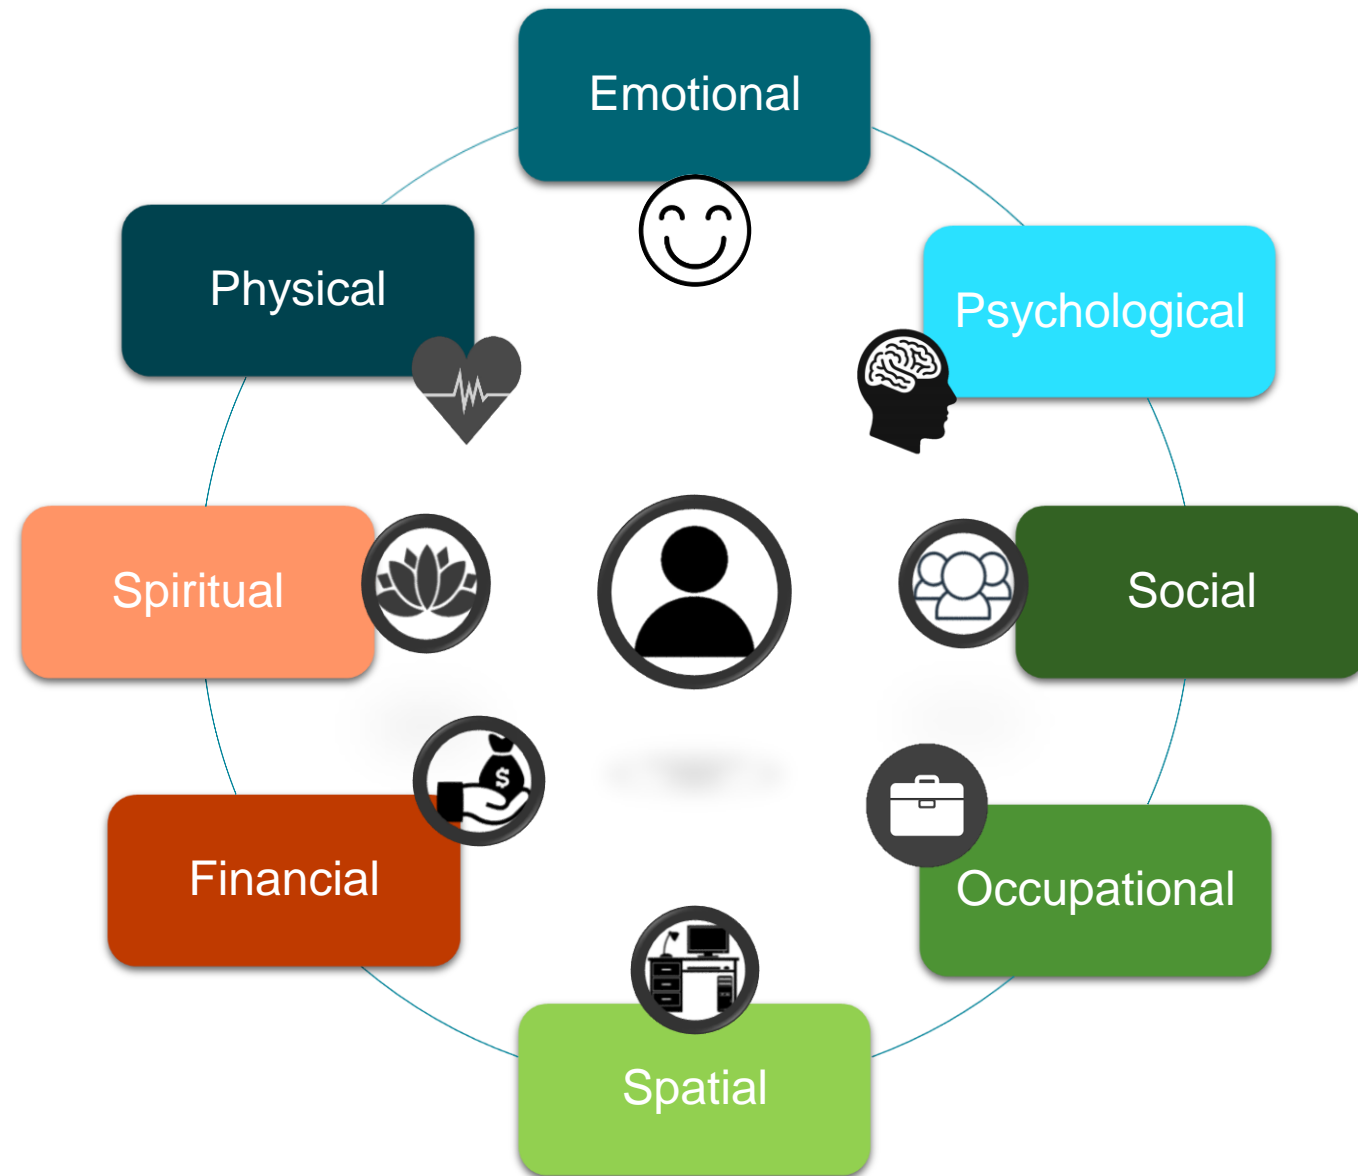 Emotional
Physical
Psychological
Spiritual
Social
$
Financial
Occupational
Spatial